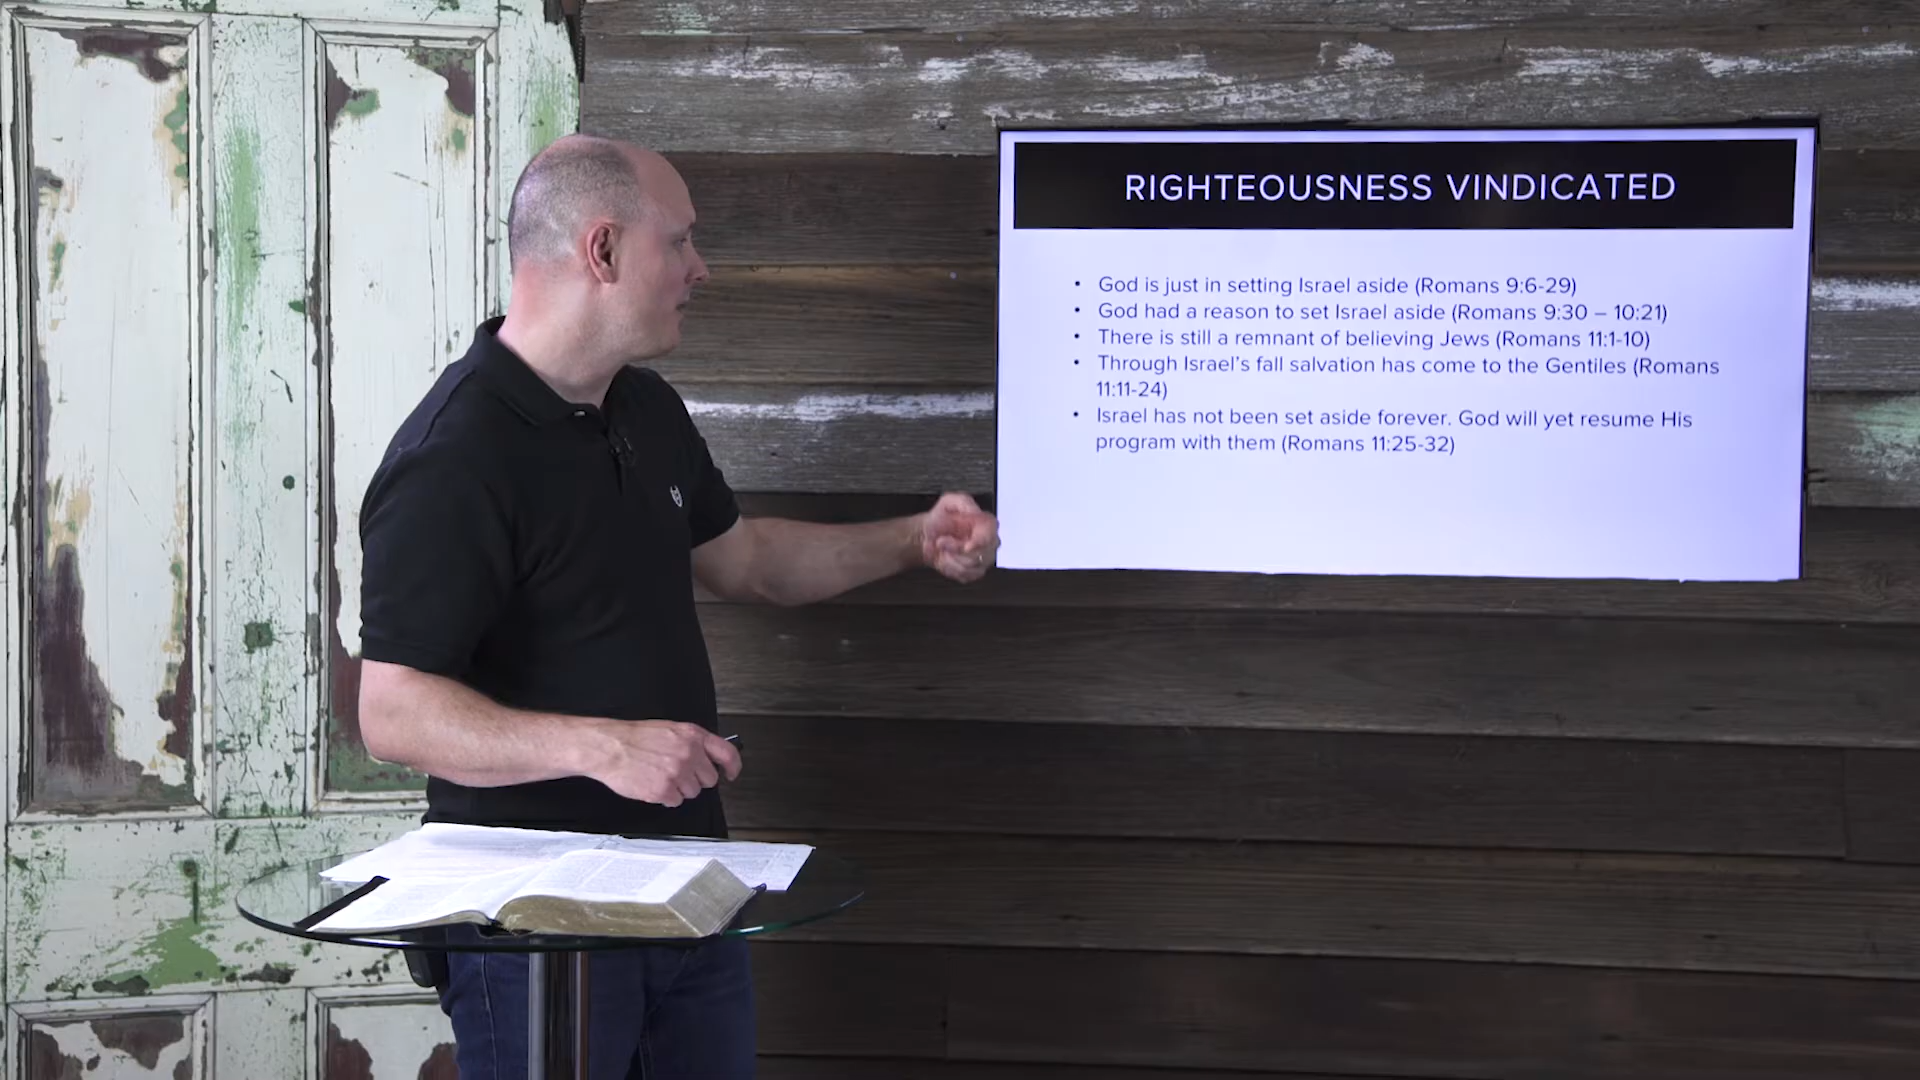 RIGHTEOUSNESS VINDICATED
• God is just in setting Israel aside (Romans 9:6-29)
• God had a reason to set Israel aside (Romans 9:30 – 10:21)
• There is still a remnant of believing Jews (Romans 11:1-10)
• Through Israel's fall salvation has come to the Gentiles (Romans
11:11-24)
• Israel has not been set aside forever. God will yet resume His
program with them (Romans 11:25-32)